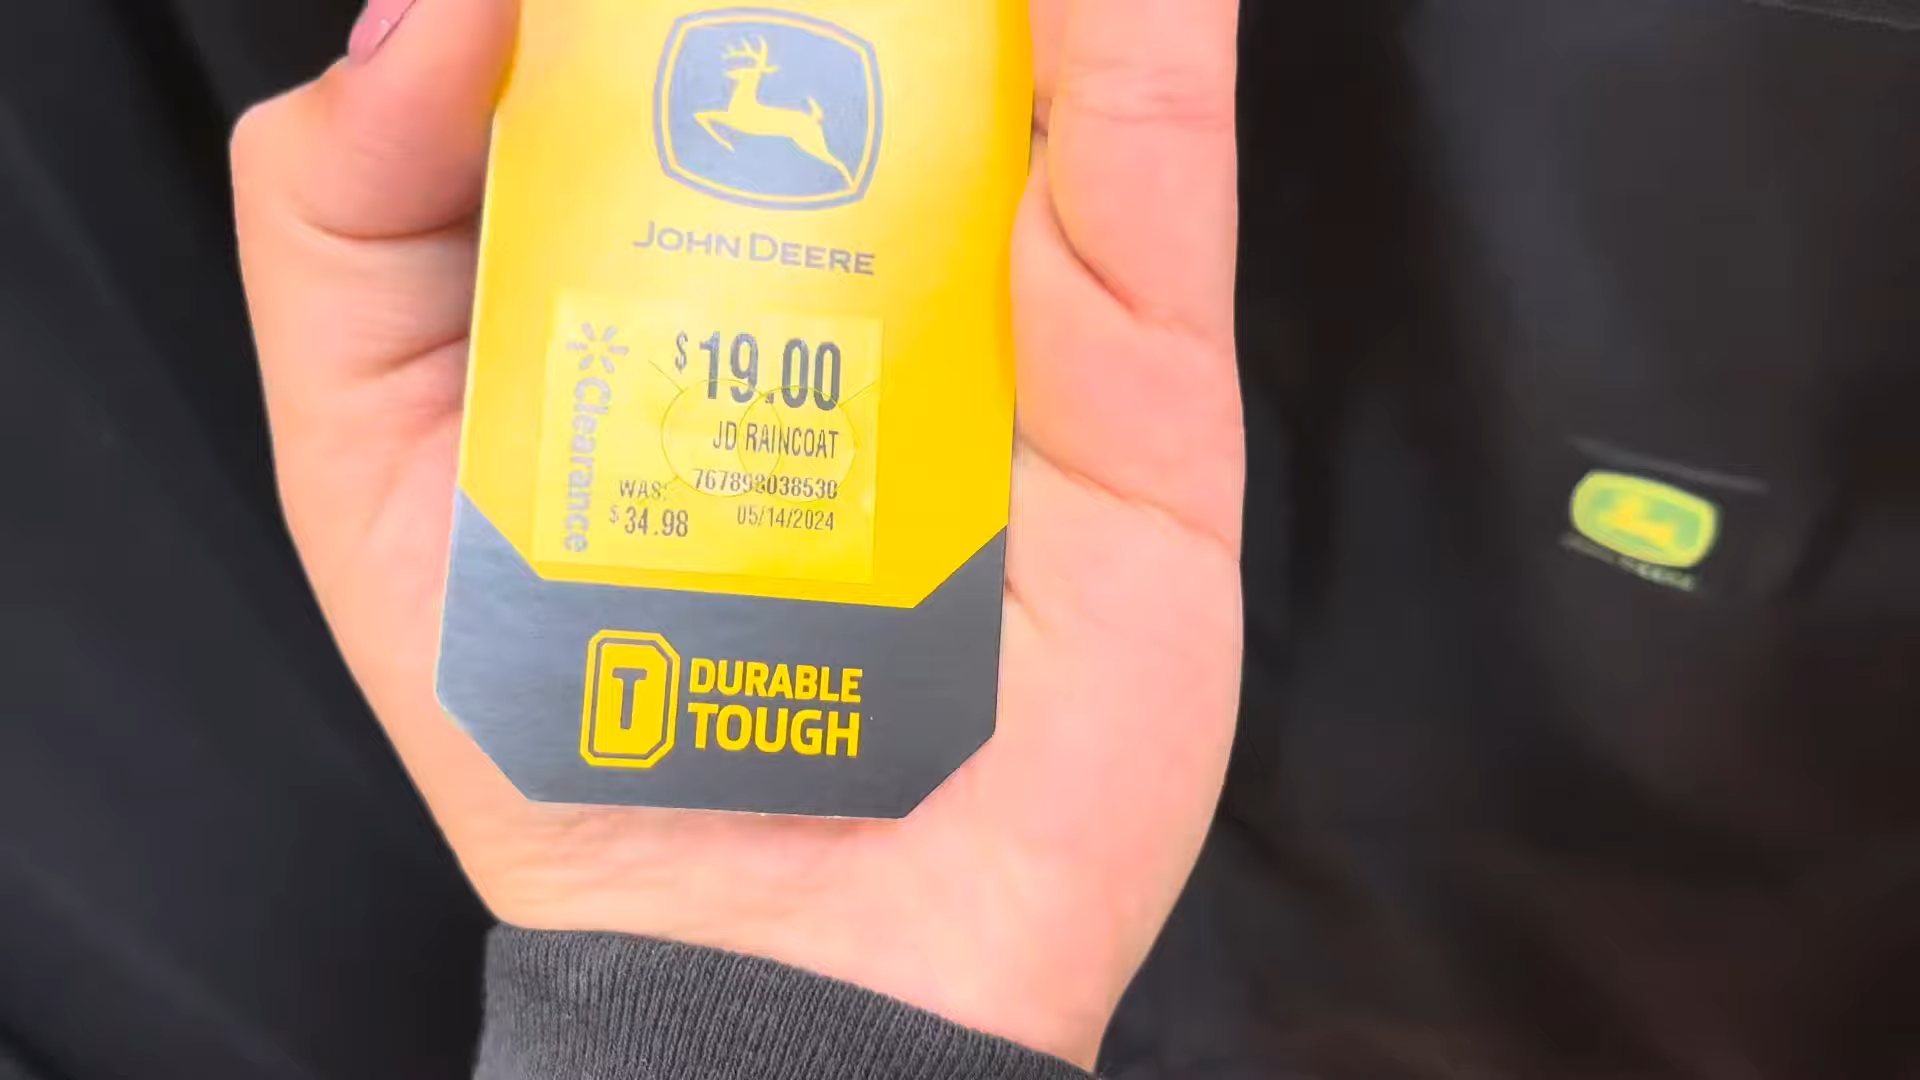 JOHN DEERE
Clearance
$19.00
JD RAINCOAT
WAS: 767898038530
$34.98 05/14/2024
T DURABLE
TOUGH